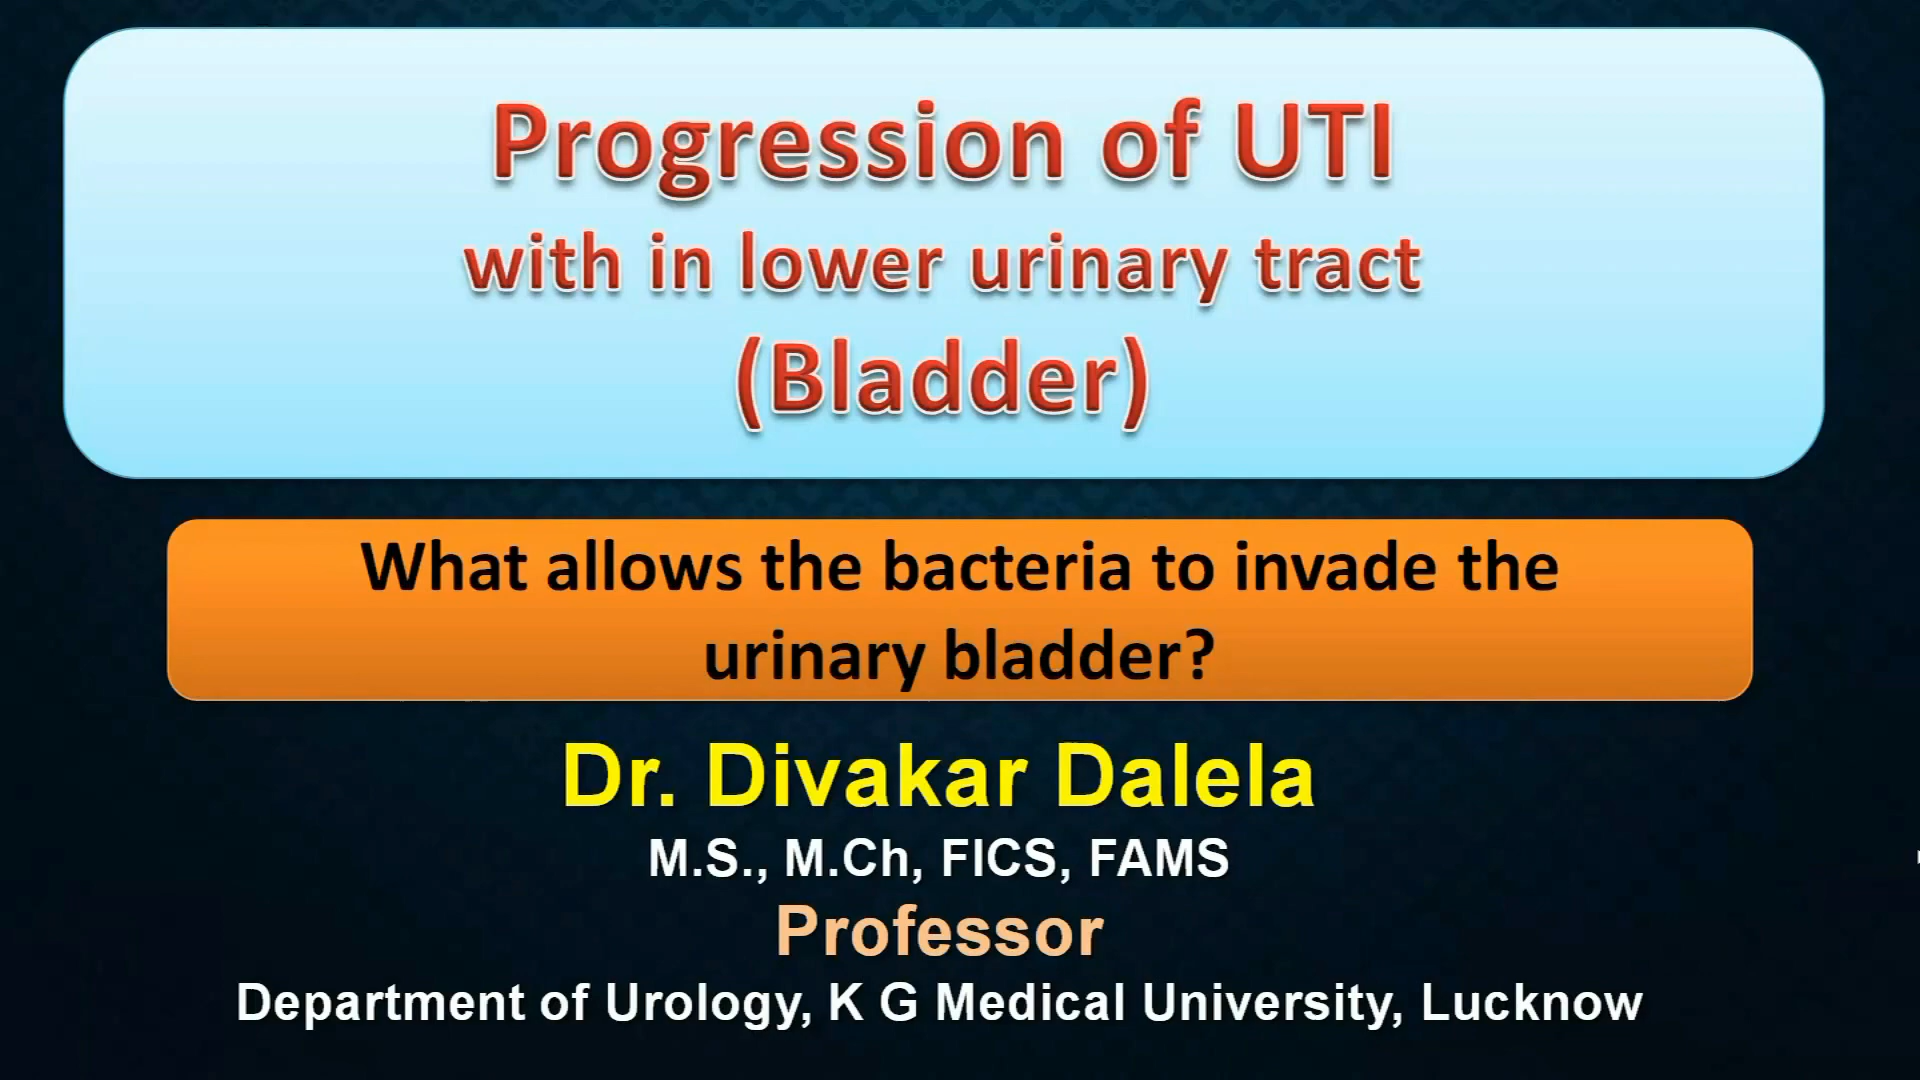 Progression of UTI
with in lower urinary tract
(Bladder)
What allows the bacteria to invade the
urinary bladder?
Dr. Divakar Dalela
M.S., M.Ch, FICS, FAMS
Professor
Department of Urology, K G Medical University, Lucknow